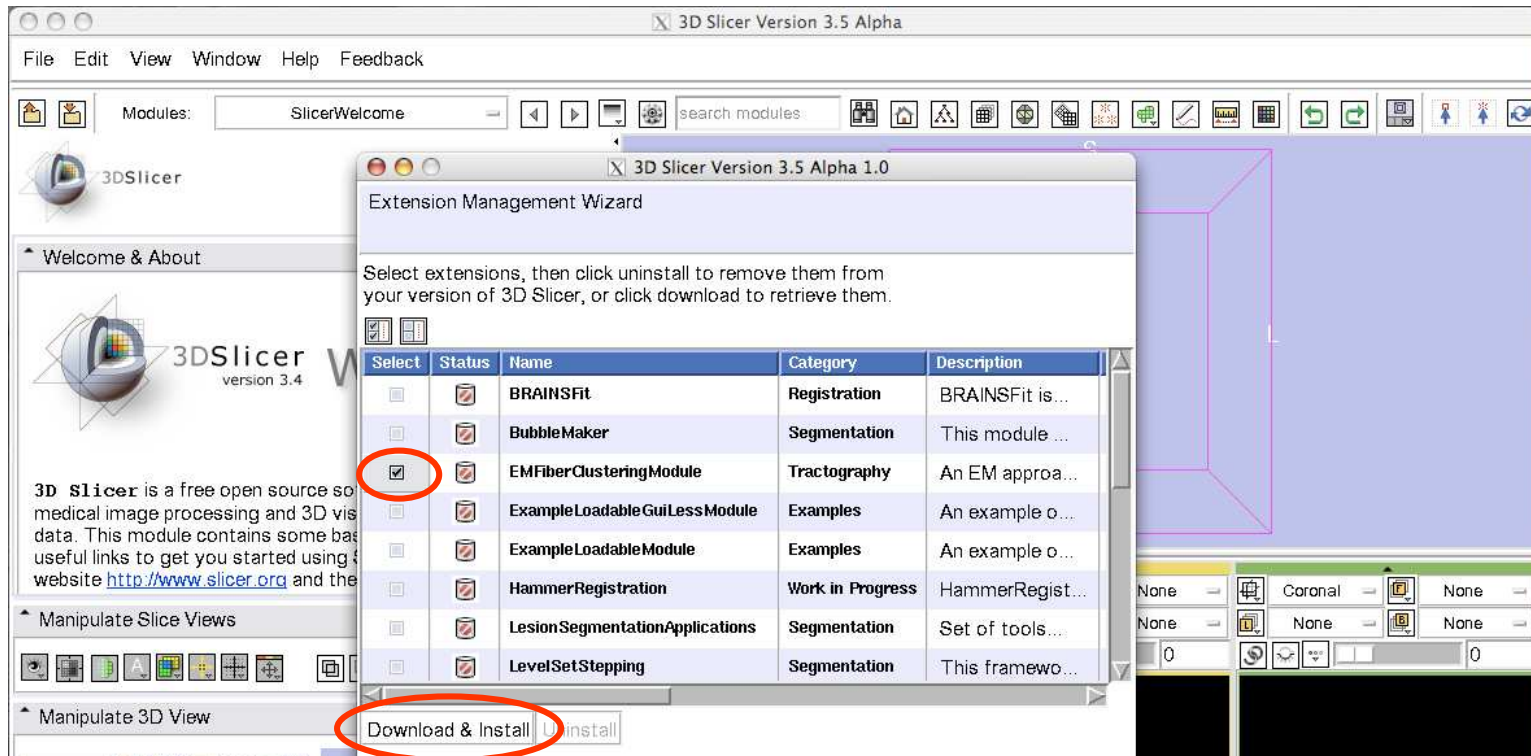 3D Slicer Version 3.5 Alpha
File Edit View Window Help Feedback
Modules: SlicerWelcome search modules
3DSlicer
Welcome & About
3DSlicer W
version 3.4
3D Slicer is a free open source so
medical image processing and 3D vis
data. This module contains some bas
useful links to get you started using S
website http://www.slicer.org and the
Manipulate Slice Views
Manipulate 3D View
3D Slicer Version 3.5 Alpha 1.0
Extension Management Wizard
Select extensions, then click uninstall to remove them from
your version of 3D Slicer, or click download to retrieve them.
Select Status Name Category Description
BRAINSFit Registration BRAINSFit is...
BubbleMaker Segmentation This module ...
EMFiberClusteringModule Tractography An EM approa...
ExampleLoadableGuiLessModule Examples An example o...
ExampleLoadableModule Examples An example o...
HammerRegistration Work in Progress HammerRegist...
LesionSegmentationApplications Segmentation Set of tools...
LevelSetStepping Segmentation This framewo...
Download & Install Uninstall
L
None Coronal F None
None L None B None
0 0